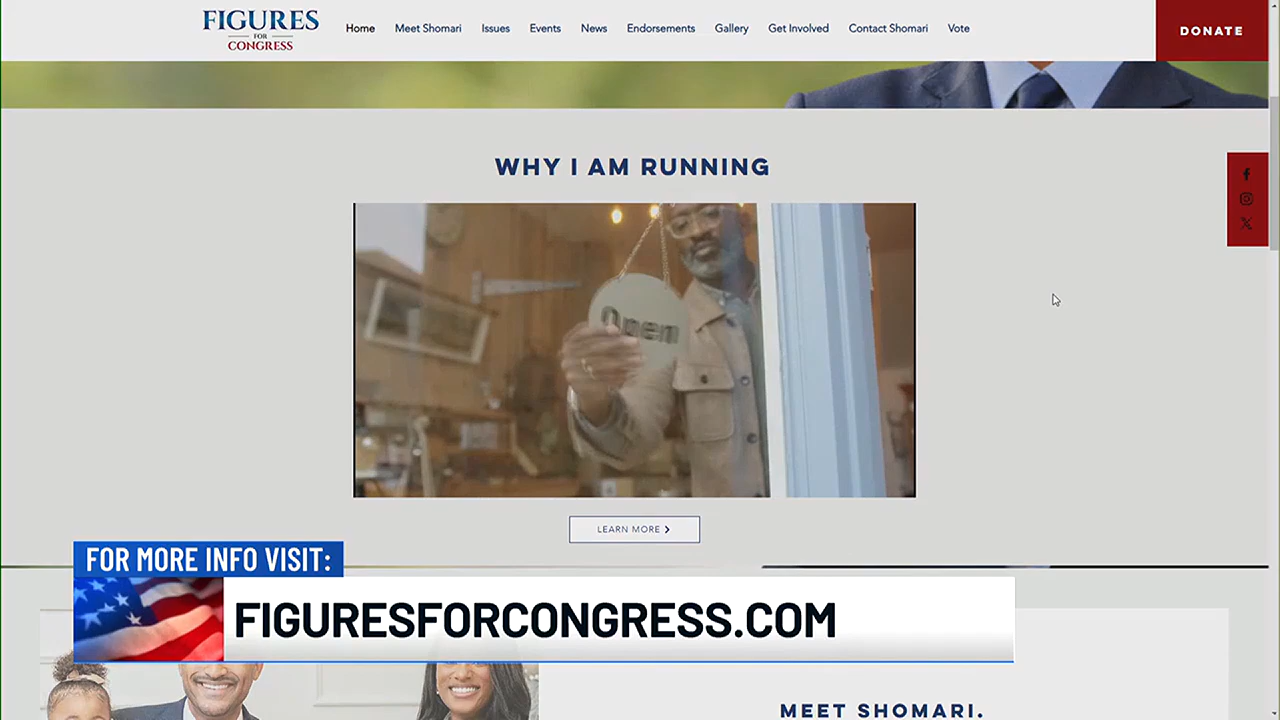 FIGURES
FOR
CONGRESS
Home Meet Shomari Issues Events News Endorsements Gallery Get Involved Contact Shomari Vote
DONATE
WHY I AM RUNNING
Open
LEARN MORE
FOR MORE INFO VISIT:
FIGURESFORCONGRESS.COM
MEET SHOMARI.